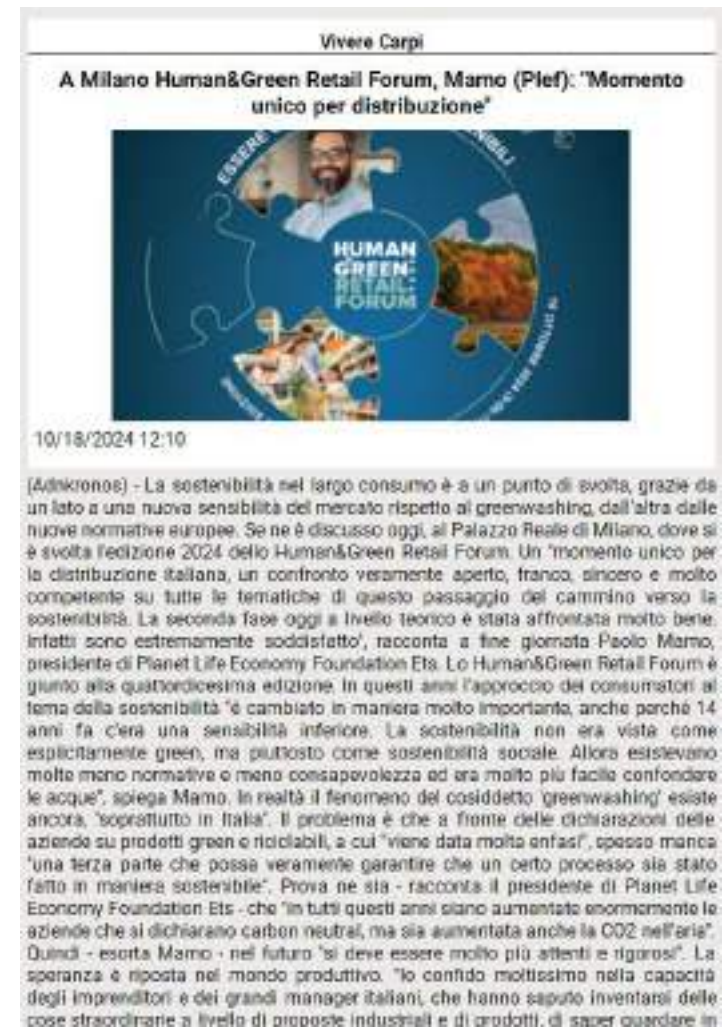 Vivere Carpi
A Milano Human&Green Retail Forum, Mamo (Plef): "Momento
unico per distribuzione"
ESSERE
NIBILI
HUMAN
GREEN
RETAIL
FORUM
10/18/2024 12:10
(Adnkronos) - La sostenibilità nel largo consumo è a un punto di svolta, grazie da
un lato a una nuova sensibilità del mercato rispetto al greenwashing, dall'altra dalle
nuove normative europee. Se ne è discusso oggi, al Palazzo Reale di Milano, dove si
è svolta l'edizione 2024 dello Human&Green Retail Forum. Un "momento unico per
la distribuzione italiana, un confronto veramente aperto, franco, sincero e molto
competente su tutte le tematiche di questo passaggio del cammino verso la
sostenibilità. La seconda fase oggi a livello teorico è stata affrontata molto bene,
infatti sono estremamente soddisfatto", racconta a fine giornata Paolo Mamo,
presidente di Planet Life Economy Foundation Ets. Lo Human&Green Retail Forum è
giunto alla quattordicesima edizione. In questi anni l'approccio dei consumatori al
tema della sostenibilità "è cambiato in maniera molto importante, anche perché 14
anni fa c'era una sensibilità inferiore. La sostenibilità non era vista come
esplicitamente green, ma piuttosto come sostenibilità sociale. Allora esistevano
molte meno normative e meno consapevolezza ed era molto più facile confondere
le acque", spiega Mamo. In realtà il fenomeno del cosiddetto 'greenwashing' esiste
ancora, "soprattutto in Italia". Il problema è che a fronte delle dichiarazioni delle
aziende su prodotti green e riciclabili, a cui "viene data molta enfasi", spesso manca
"una terza parte che possa veramente garantire che un certo processo sia stato
fatto in maniera sostenibile". Prova ne sia - racconta il presidente di Planet Life
Economy Foundation Ets - che "in tutti questi anni siano aumentate enormemente le
aziende che si dichiarano carbon neutral, ma sia aumentata anche la CO2 nell'aria".
Quindi - esorta Mamo - nel futuro "si deve essere molto più attenti e rigorosi". La
speranza è riposta nel mondo produttivo. "Io confido moltissimo nella capacità
degli imprenditori e dei grandi manager italiani, che hanno saputo inventarsi delle
cose straordinarie a livello di proposte industriali e di prodotti, di saper guardare in